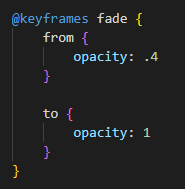 @keyframes fade {
    from {
        opacity: .4
    }

    to {
        opacity: 1
    }
}